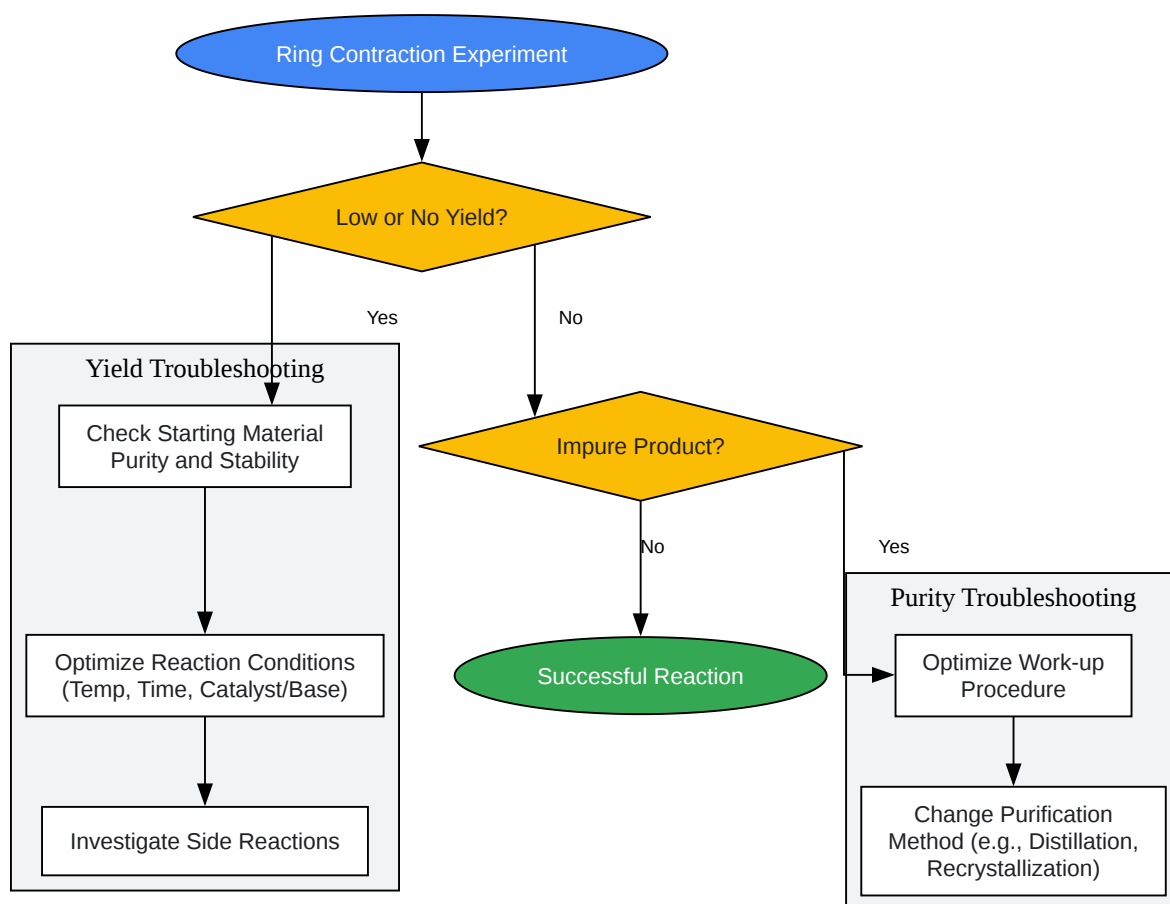 Ring Contraction Experiment
Low or No Yield?
Yes
No
Yield Troubleshooting
Check Starting Material
Purity and Stability
Impure Product?
No
Yes
Purity Troubleshooting
Optimize Reaction Conditions
(Temp, Time, Catalyst/Base)
Successful Reaction
Optimize Work-up
Procedure
Investigate Side Reactions
Change Purification
Method (e.g., Distillation,
Recrystallization)